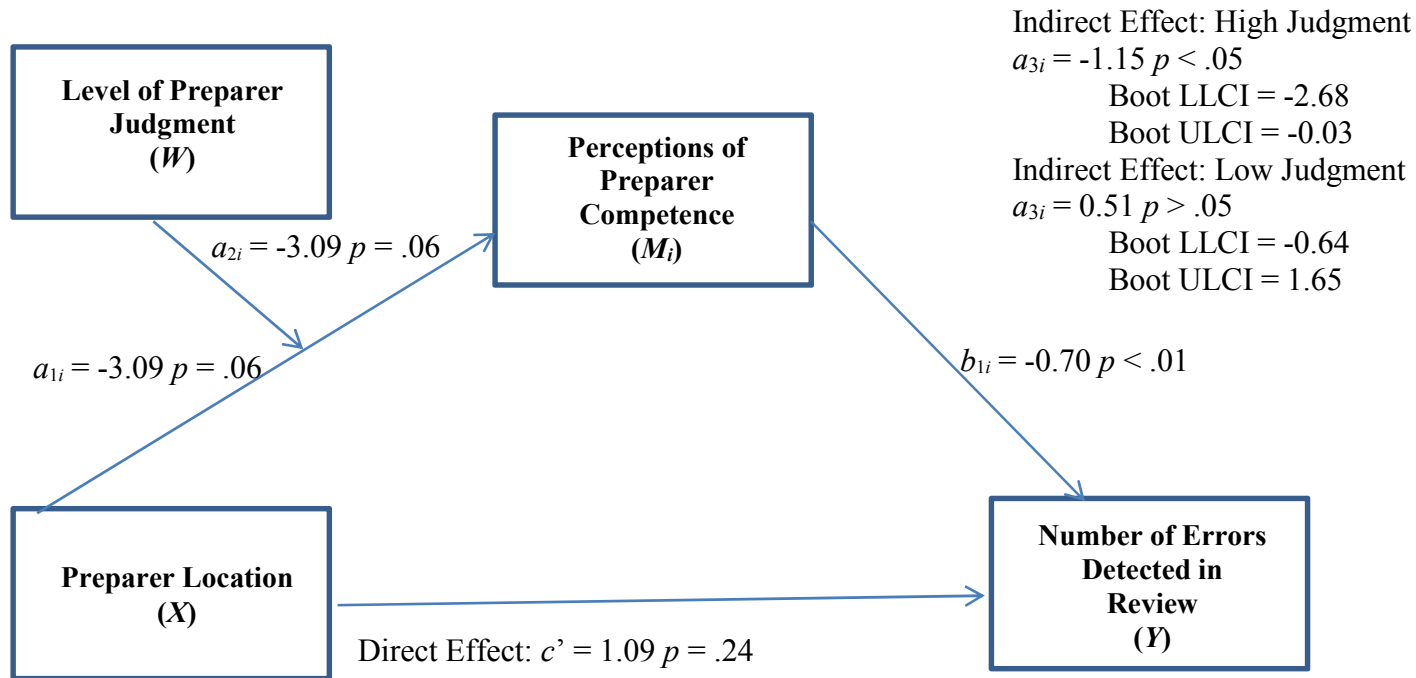 Indirect Effect: High Judgment
a3i = -1.15 p < .05
Boot LLCI = -2.68
Boot ULCI = -0.03
Indirect Effect: Low Judgment
a3i = 0.51 p > .05
Boot LLCI = -0.64
Boot ULCI = 1.65
Level of Preparer
Judgment
(W)
Perceptions of
Preparer
Competence
(Mi)
a2i = -3.09 p = .06
a1i = -3.09 p = .06
b1i = -0.70 p < .01
Preparer Location
(X)
Number of Errors
Detected in
Review
(Y)
Direct Effect: c’ = 1.09 p = .24